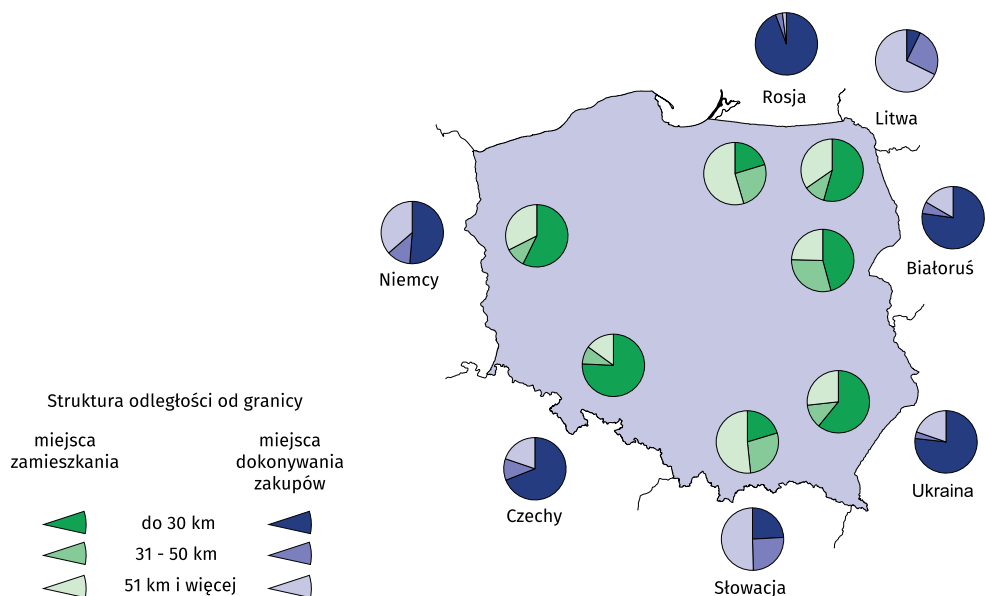 Rosja
Litwa
Niemcy
Białoruś
Struktura odległości od granicy
miejsca
zamieszkania
miejsca
dokonywania
zakupów
do 30 km
31 - 50 km
51 km i więcej
Czechy
Ukraina
Słowacja